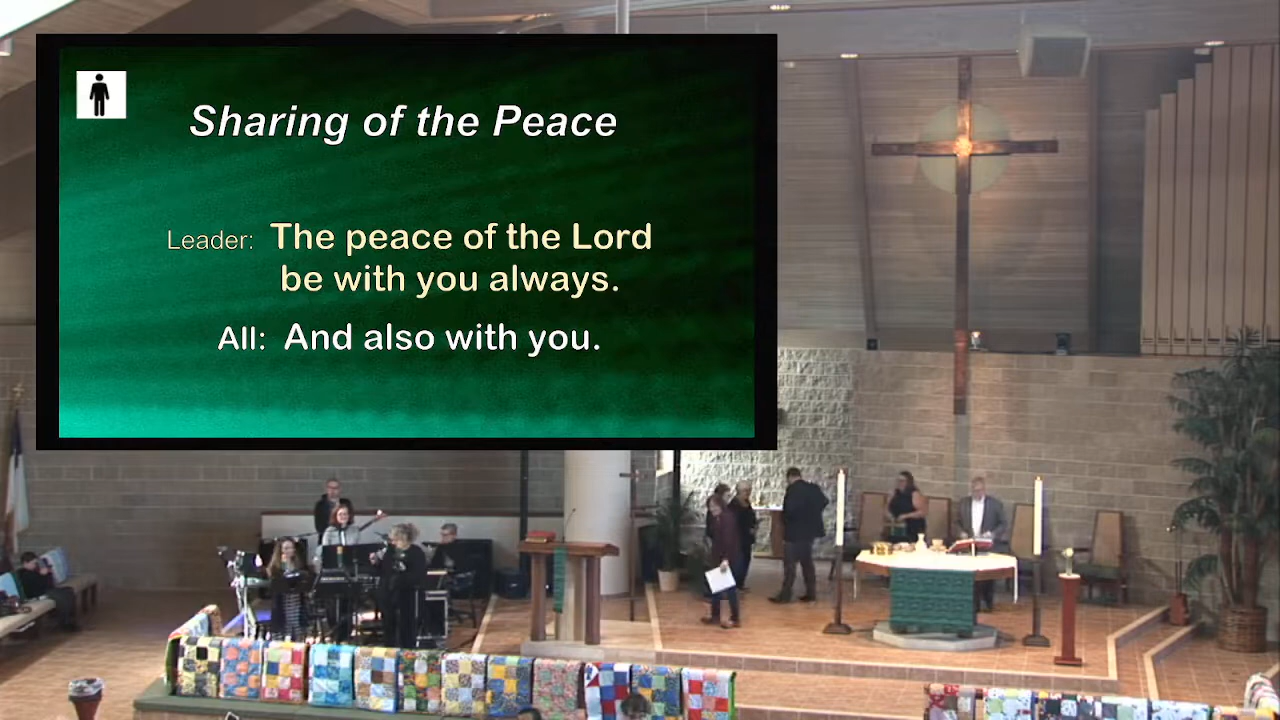 Sharing of the Peace
Leader: The peace of the Lord
be with you always.
All: And also with you.